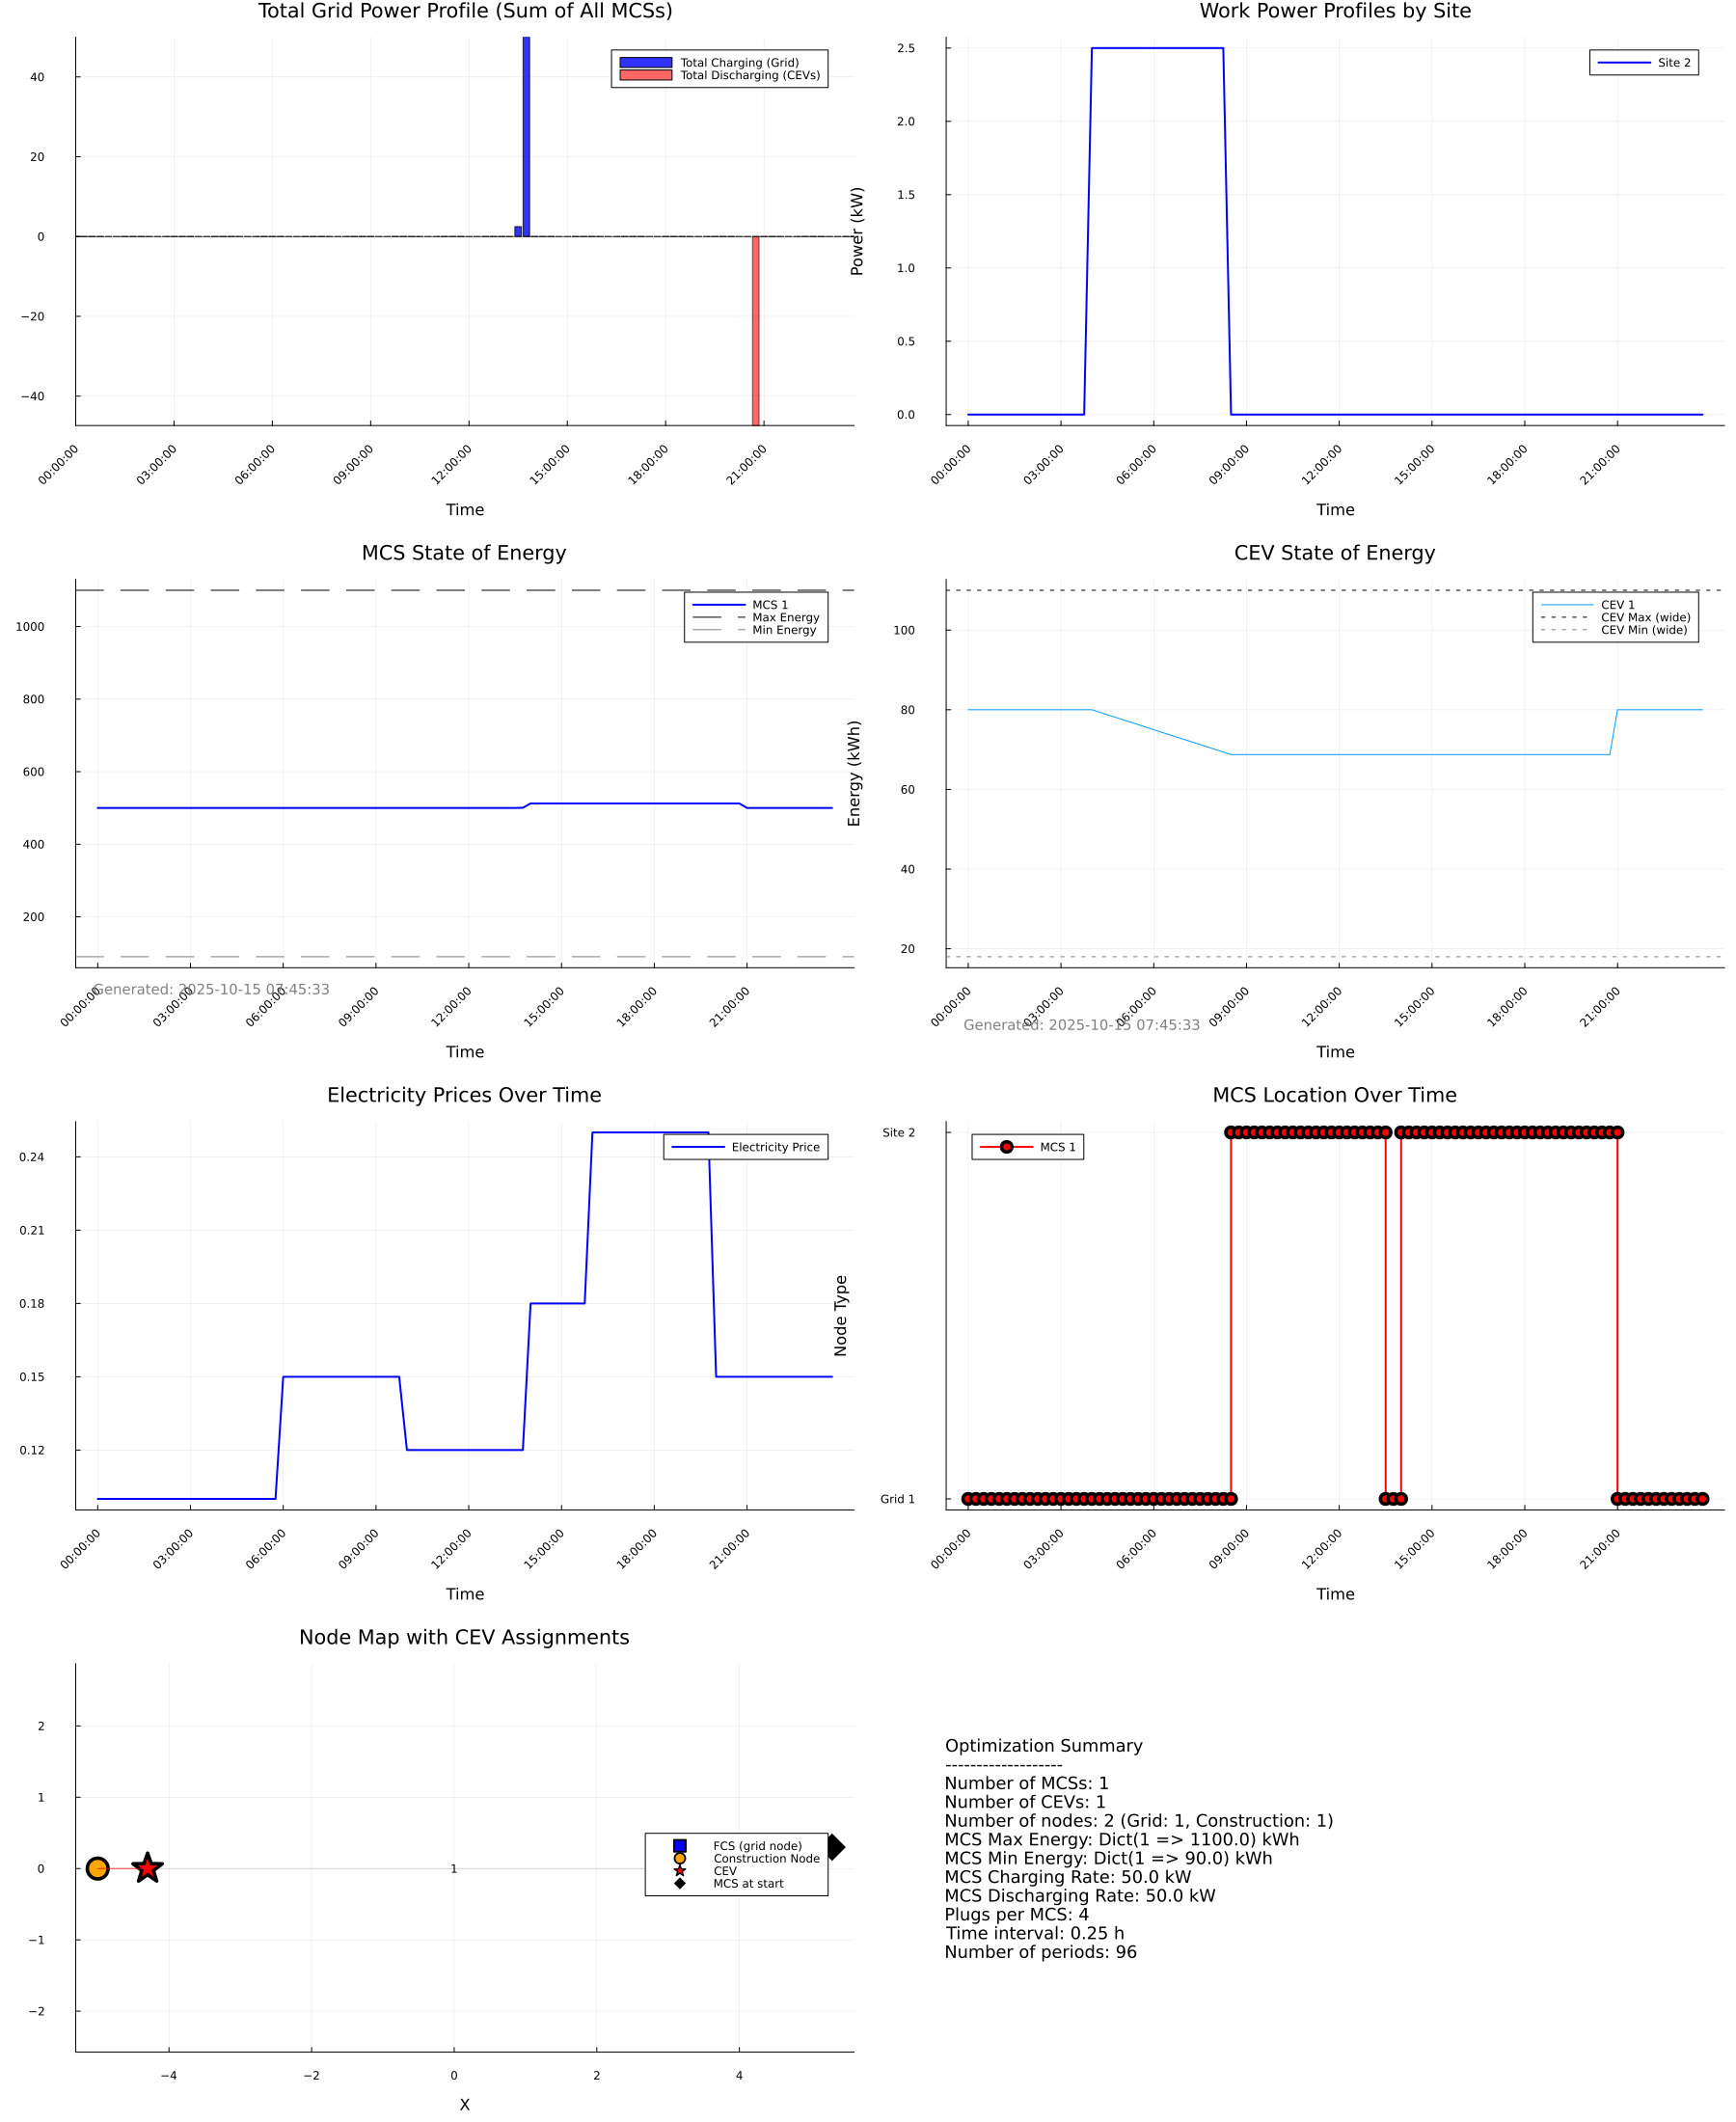 Total Grid Power Profile (Sum of All MCSs)
40
20
0
−20
−40
Total Charging (Grid)
Total Discharging (CEVs)
00:00:00
03:00:00
06:00:00
09:00:00
12:00:00
15:00:00
18:00:00
21:00:00
Time
Work Power Profiles by Site
Power (kW)
2.5
2.0
1.5
1.0
0.5
0.0
Site 2
00:00:00
03:00:00
06:00:00
09:00:00
12:00:00
15:00:00
18:00:00
21:00:00
Time
MCS State of Energy
1000
800
600
400
200
MCS 1
Max Energy
Min Energy
Generated: 2025-10-15 07:45:33
00:00:00
03:00:00
06:00:00
09:00:00
12:00:00
15:00:00
18:00:00
21:00:00
Time
CEV State of Energy
Energy (kWh)
100
80
60
40
20
CEV 1
CEV Max (wide)
CEV Min (wide)
00:00:00
03:00:00
06:00:00
09:00:00
12:00:00
15:00:00
18:00:00
21:00:00
Generated: 2025-10-15 07:45:33
Time
Electricity Prices Over Time
0.24
0.21
0.18
0.15
0.12
Electricity Price
00:00:00
03:00:00
06:00:00
09:00:00
12:00:00
15:00:00
18:00:00
21:00:00
Time
MCS Location Over Time
Node Type
Site 2
Grid 1
MCS 1
00:00:00
03:00:00
06:00:00
09:00:00
12:00:00
15:00:00
18:00:00
21:00:00
Time
Node Map with CEV Assignments
2
1
0
−1
−2
1
FCS (grid node)
Construction Node
CEV
MCS at start
−4
−2
0
2
4
X
Optimization Summary
-------------------
Number of MCSs: 1
Number of CEVs: 1
Number of nodes: 2 (Grid: 1, Construction: 1)
MCS Max Energy: Dict(1 => 1100.0) kWh
MCS Min Energy: Dict(1 => 90.0) kWh
MCS Charging Rate: 50.0 kW
MCS Discharging Rate: 50.0 kW
Plugs per MCS: 4
Time interval: 0.25 h
Number of periods: 96